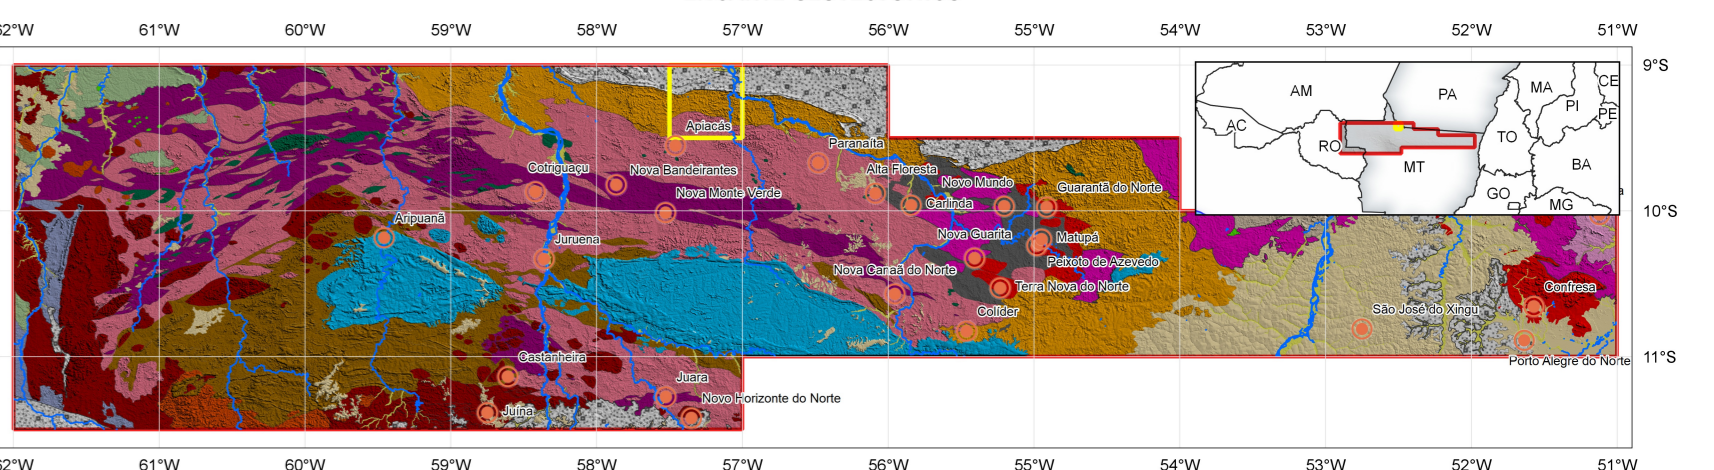 62°W 61°W 60°W 59°W 58°W 57°W 56°W 55°W 54°W 53°W 52°W 51°W
9°S
AM PA MA CE
PI
PE
AC
RO TO
MT BA
GO
MG
Apiacás
Paranaíta
Cotriguaçu Nova Bandeirantes Alta Floresta
Novo Mundo
Nova Monte Verde Guarantã do Norte
Carlinda
10°S
Aripuanã
Juruena Nova Guarita Matupá
Peixoto de Azevedo
Nova Canaã do Norte
Terra Nova do Norte Confresa
Colíder São José do Xingu
Castanheira 11°S
Porto Alegre do Norte
Juara
Novo Horizonte do Norte
Juína
62°W 61°W 60°W 59°W 58°W 57°W 56°W 55°W 54°W 53°W 52°W 51°W